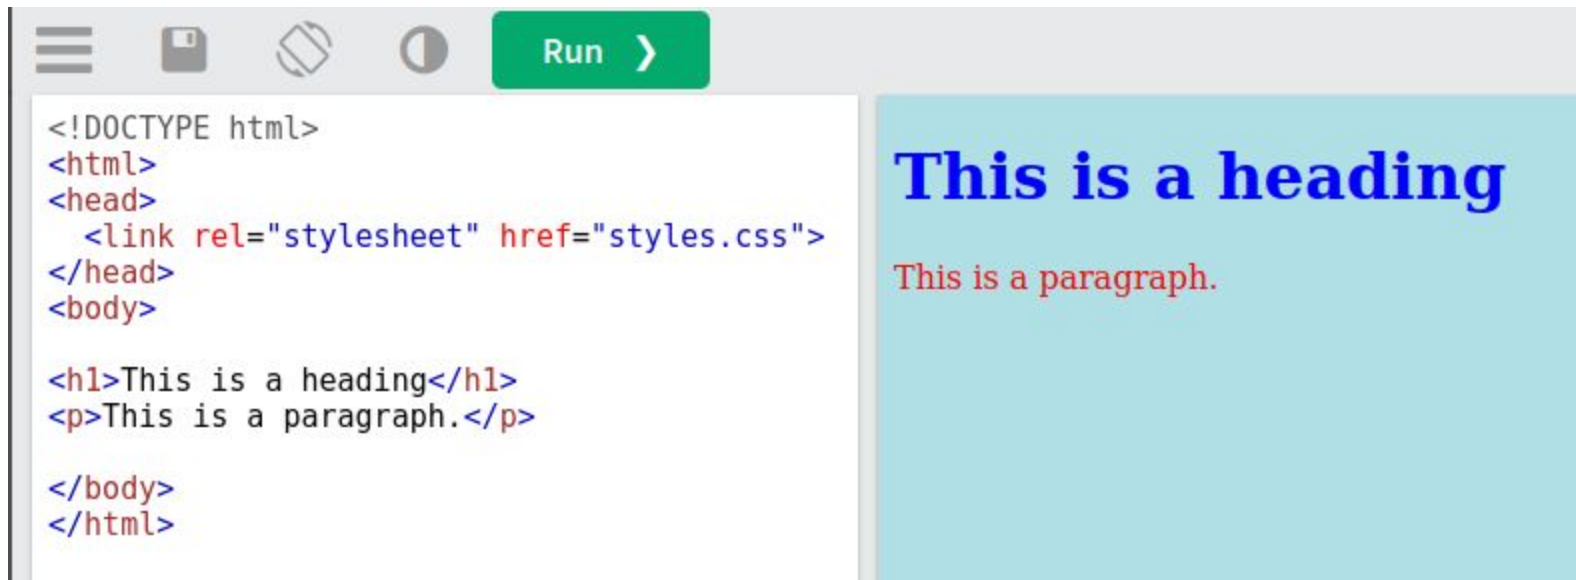 Run ❯
<!DOCTYPE html>
<html>
<head>
  <link rel="stylesheet" href="styles.css">
</head>
<body>
<h1>This is a heading</h1>
<p>This is a paragraph.</p>
</body>
</html>
This is a heading
This is a paragraph.